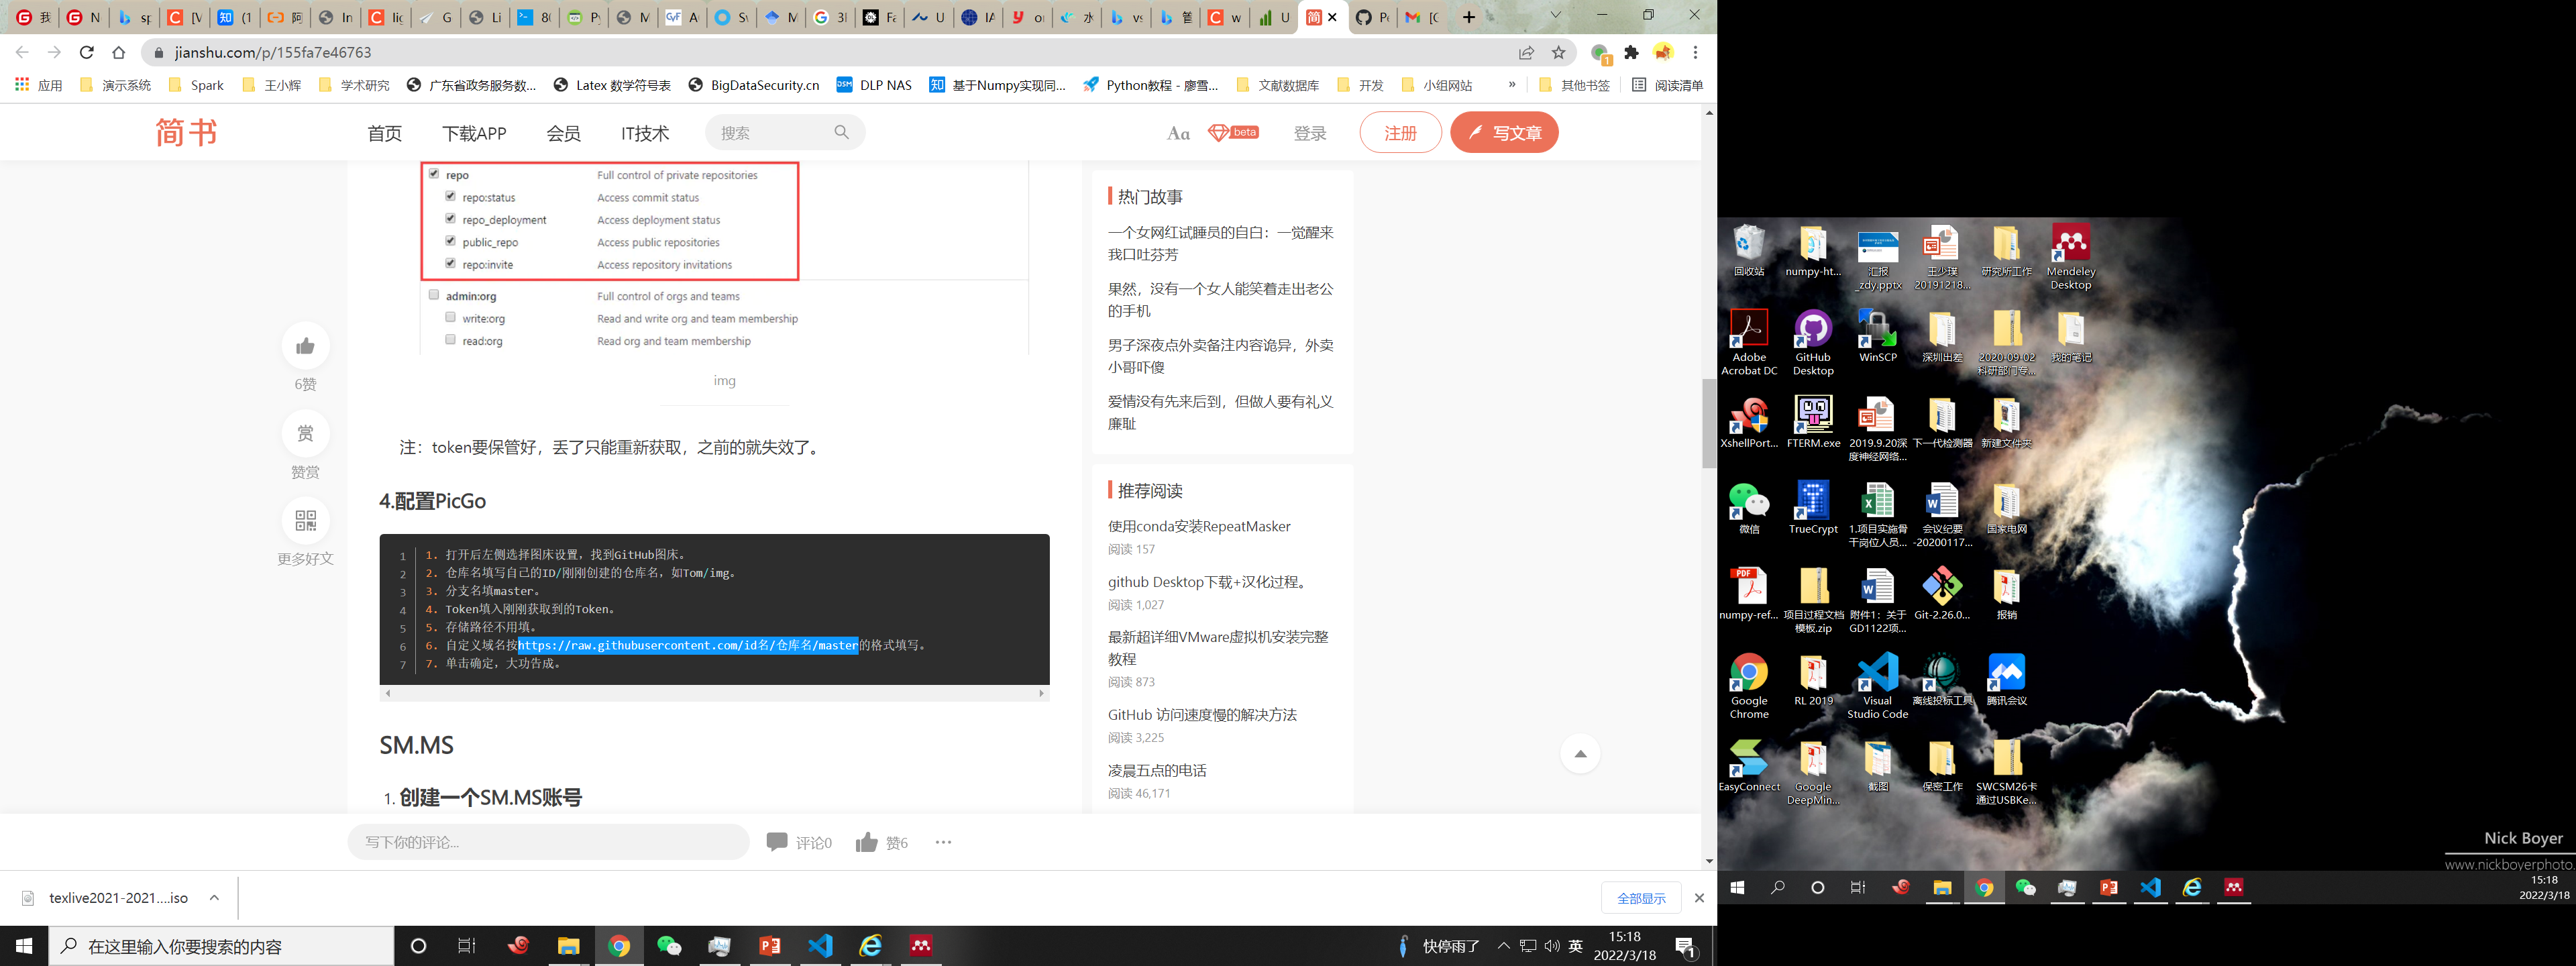 jianshu.com/p/155fa7e46763
应用
演示系统
Spark
王小辉
学术研究
广东省政务服务数...
Latex 数学符号表
BigDataSecurity.cn
DLP NAS
基于Numpy实现同...
Python教程 - 廖雪...
文献数据库
开发
小组网站
»
其他书签
阅读清单
简书
首页
下载APP
会员
IT技术
搜索
Aa
beta
登录
注册
写文章
repo Full control of private repositories
repo:status Access commit status
repo_deployment Access deployment status
public_repo Access public repositories
repo:invite Access repository invitations
admin:org Full control of orgs and teams
write:org Read and write org and team membership
read:org Read org and team membership
img
6赞
赏
赞赏
更多好文
注：token要保管好，丢了只能重新获取，之前的就失效了。
4.配置PicGo
1 1. 打开后左侧选择图床设置，找到GitHub图床。
2 2. 仓库名填写自己的ID/刚刚创建的仓库名，如Tom/img。
3 3. 分支名填master。
4 4. Token填入刚刚获取到的Token。
5 5. 存储路径不用填。
6 6. 自定义域名按https://raw.githubusercontent.com/id名/仓库名/master的格式填写。
7 7. 单击确定，大功告成。
SM.MS
1. 创建一个SM.MS账号
热门故事
一个女网红试睡员的自白：一觉醒来
我口吐芬芳
果然，没有一个女人能笑着走出老公
的手机
男子深夜点外卖备注内容诡异，外卖
小哥吓傻
爱情没有先来后到，但做人要有礼义
廉耻
推荐阅读
使用conda安装RepeatMasker
阅读 157
github Desktop下载+汉化过程。
阅读 1,027
最新超详细VMware虚拟机安装完整
教程
阅读 873
GitHub 访问速度慢的解决方法
阅读 3,225
凌晨五点的电话
阅读 46,171
写下你的评论...
评论0
赞6
texlive2021-2021....iso
全部显示
在这里输入你要搜索的内容
快停雨了
英
15:18
2022/3/18
1
回收站
numpy-ht...
汇报
_zdy.pptx
王少璞
20191218...
研究所工作
Mendeley
Desktop
Adobe
Acrobat DC
GitHub
Desktop
WinSCP
深圳出差
2020-09-02
科研部门专...
我的笔记
XshellPort...
FTERM.exe
2019.9.20深
度神经网络...
下一代检测器
新建文件夹
微信
TrueCrypt
1.项目实施骨
干岗位人员...
会议纪要
-20200117...
国家电网
numpy-ref...
项目过程文档
模板.zip
附件1：关于
GD1122项...
Git-2.26.0...
报销
Google
Chrome
RL 2019
Visual
Studio Code
离线投标工具
腾讯会议
EasyConnect
Google
DeepMin...
截图
保密工作
SWCSM26卡
通过USBKe...
Nick Boyer
www.nickboyerphoto.
15:18
2022/3/18